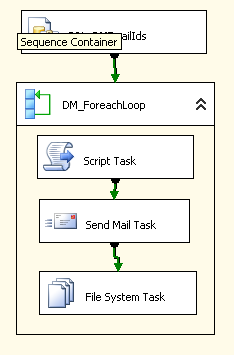 Sequence Container
DM_ForeachLoop
Script Task
Send Mail Task
File System Task